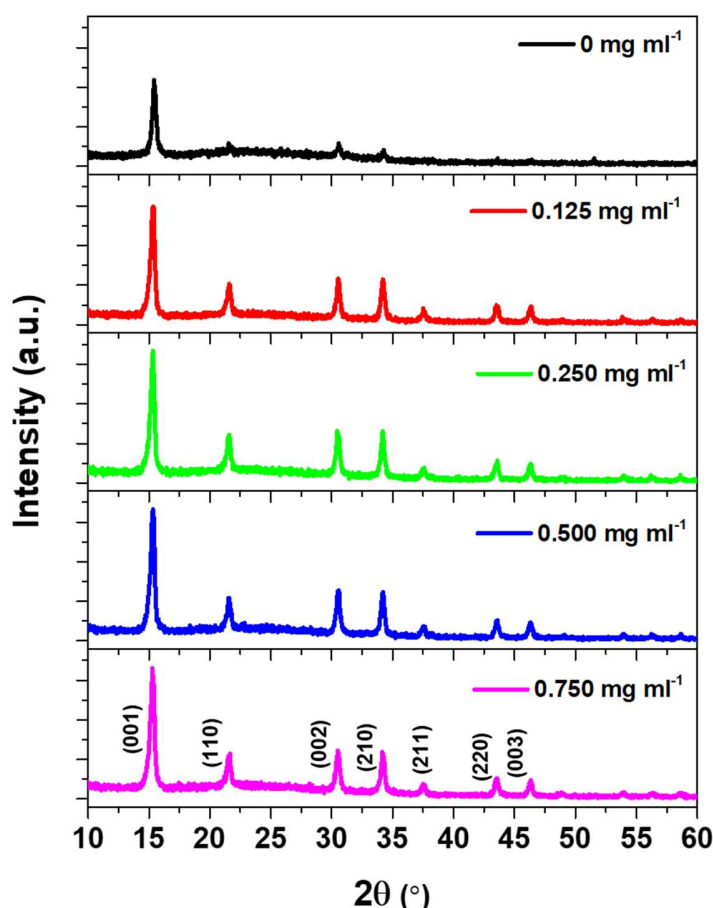 0 mg ml⁻¹
0.125 mg ml⁻¹
0.250 mg ml⁻¹
0.500 mg ml⁻¹
0.750 mg ml⁻¹
(001) (110) (002) (210) (211) (220) (003)
Intensity (a.u.)
10 15 20 25 30 35 40 45 50 55 60
2θ (°)